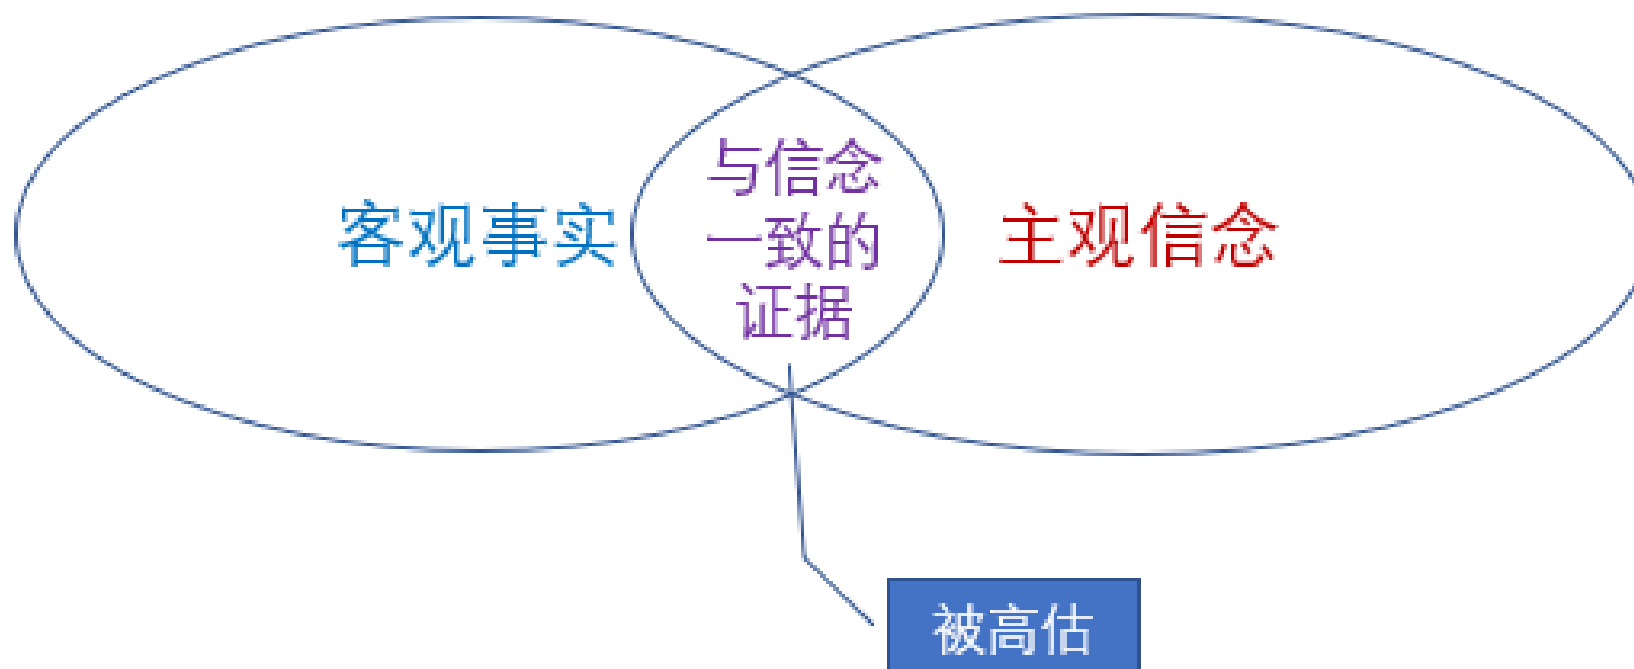 客观事实
与信念
一致的
证据
主观信念
被高估